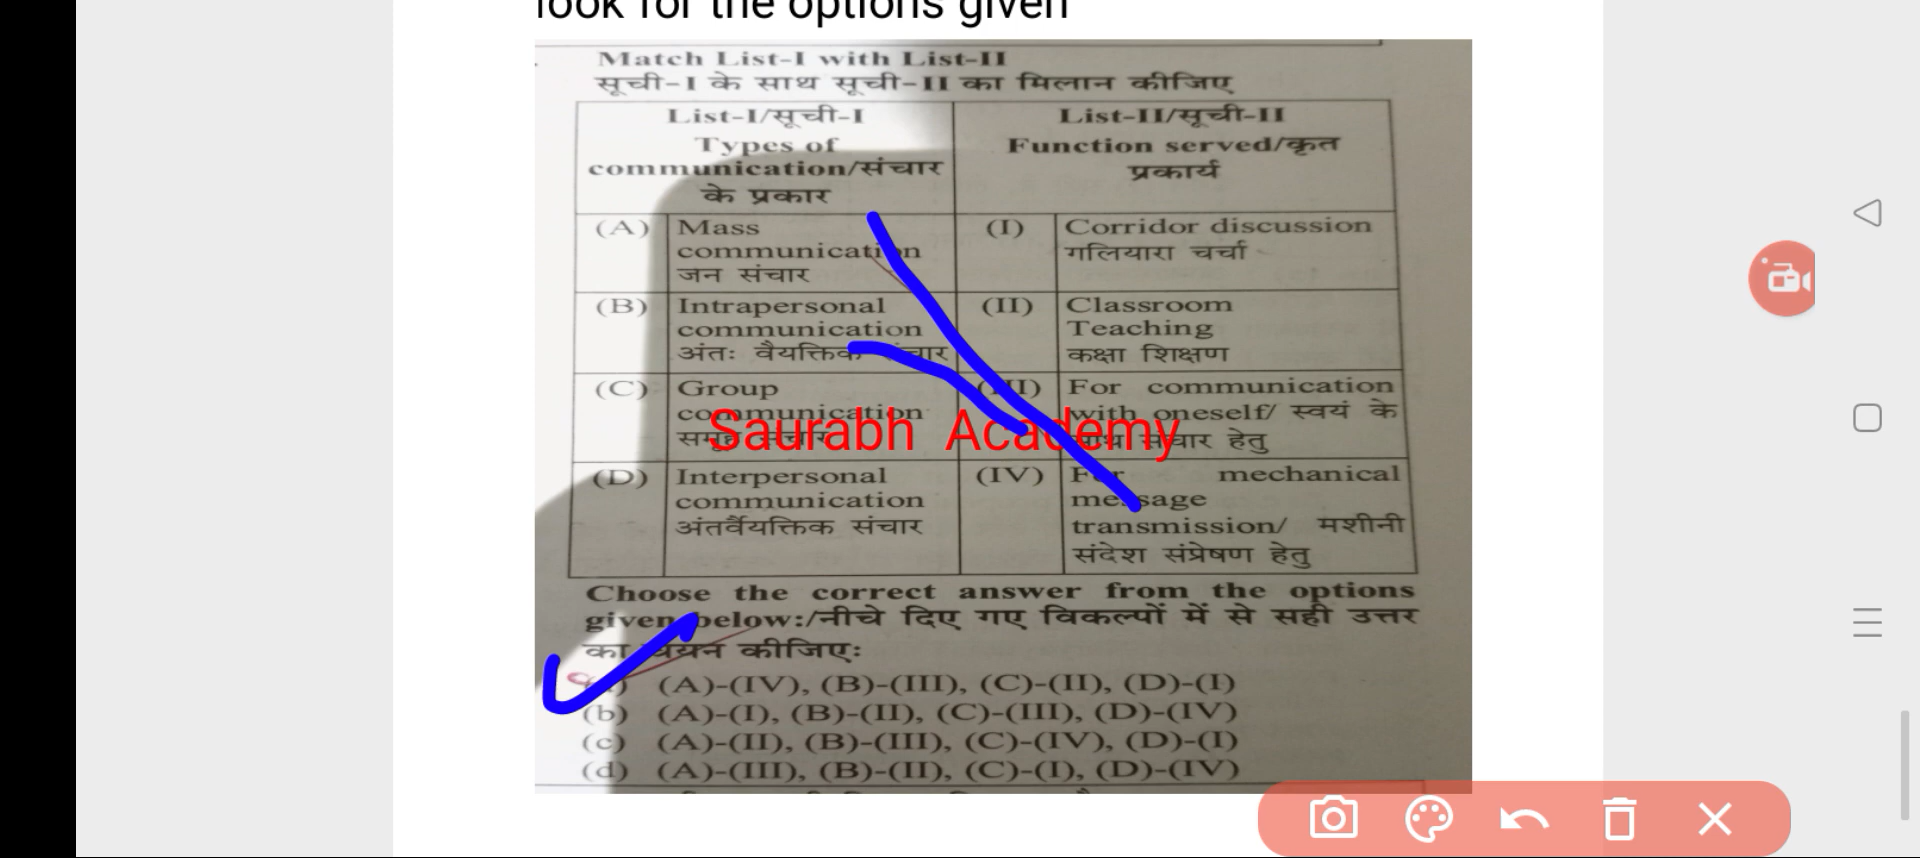 look for the options given
Match List-I with List-II
सूची-I के साथ सूची-II का मिलान कीजिए
List-I/सूची-I
Types of
communication/संचार
के प्रकार
List-II/सूची-II
Function served/कृत
प्रकार्य
(A) Mass
communication
जन संचार
(I) Corridor discussion
गलियारा चर्चा
(B) Intrapersonal
communication
अंतः वैयक्तिक संचार
(II) Classroom
Teaching
कक्षा शिक्षण
(C) Group
communication
समूह संचार
(III) For communication
with oneself/ स्वयं के
साथ संचार हेतु
Saurabh Academy
(D) Interpersonal
communication
अंतर्वैयक्तिक संचार
(IV) For mechanical
message
transmission/ मशीनी
संदेश संप्रेषण हेतु
Choose the correct answer from the options
given below:/नीचे दिए गए विकल्पों में से सही उत्तर
का चयन कीजिए:
(A)-(IV), (B)-(III), (C)-(II), (D)-(I)
(b) (A)-(I), (B)-(II), (C)-(III), (D)-(IV)
(c) (A)-(II), (B)-(III), (C)-(IV), (D)-(I)
(d) (A)-(III), (B)-(II), (C)-(I), (D)-(IV)